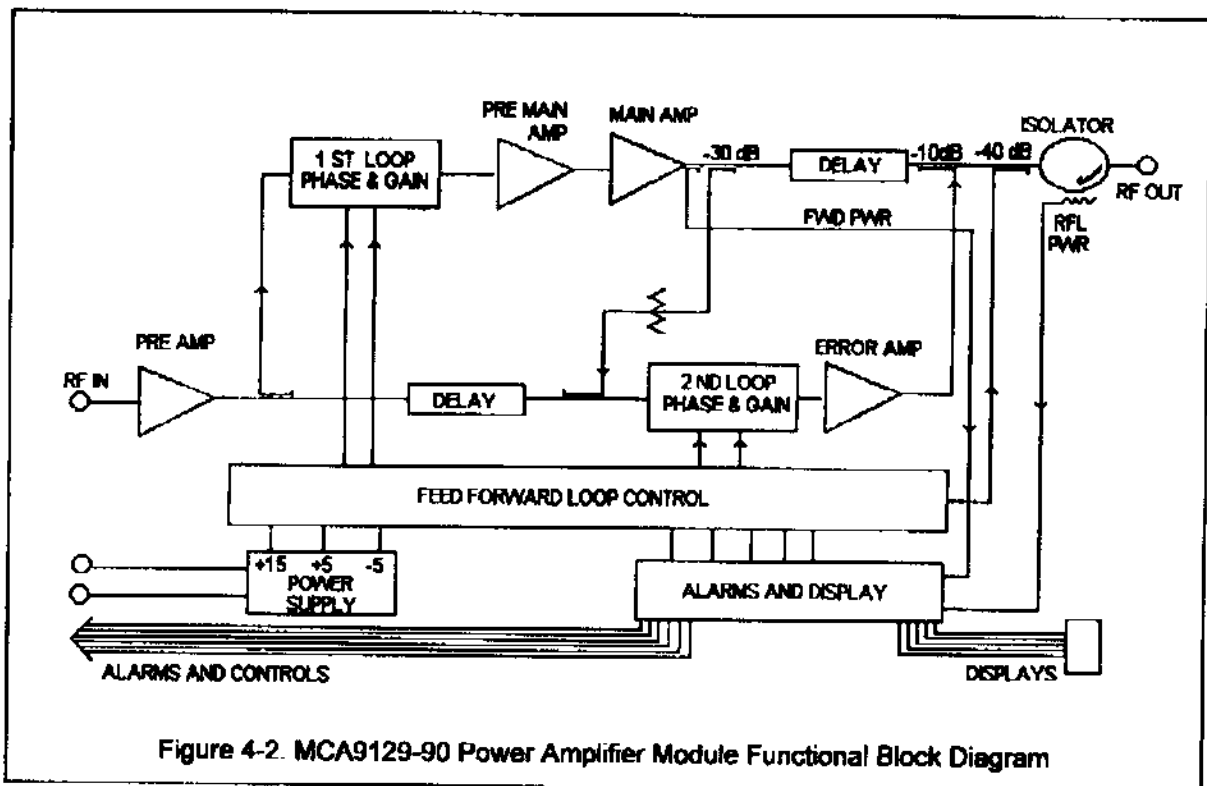 PRE MAIN
AMP
MAIN AMP
ISOLATOR
1 ST LOOP
PHASE & GAIN
-30 dB
DELAY
-10dB
-40 dB
RF OUT
FWD PWR
RFL
PWR
PRE AMP
RF IN
DELAY
2 ND LOOP
PHASE & GAIN
ERROR AMP
FEED FORWARD LOOP CONTROL
+15 +5 -5
POWER
SUPPLY
ALARMS AND DISPLAY
ALARMS AND CONTROLS
DISPLAYS
Figure 4-2. MCA9129-90 Power Amplifier Module Functional Block Diagram